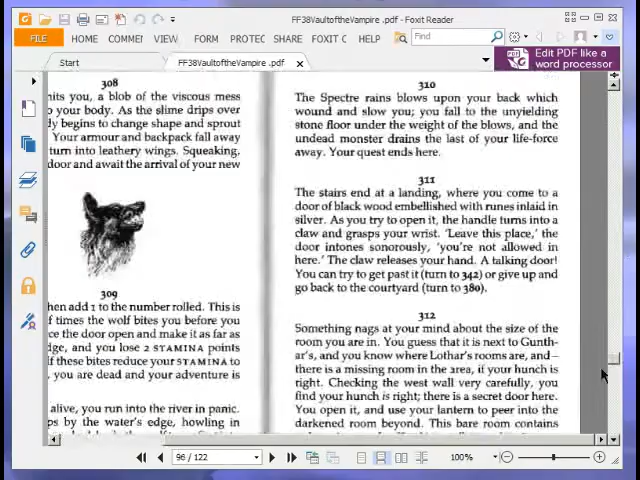 FF38VaultoftheVampire .pdf - Foxit Reader
FILE HOME COMMEI VIEW FORM PROTEC SHARE FOXIT C HELP Find
Start FF38VaultoftheVampire .pdf
Edit PDF like a
word processor
308
nits you, a blob of the viscous mess
o your body. As the slime drips over
ly begins to change shape and sprout
Your armour and backpack fall away
turn into leathery wings. Squeaking,
door and await the arrival of your new
309
hen add 1 to the number rolled. This is
f times the wolf bites you before you
ce the door open and make it as far as
dge, and you lose 2 STAMINA points
f these bites reduce your STAMINA to
, you are dead and your adventure is
alive, you run into the river in panic.
ps by the water's edge, howling in
310
The Spectre rains blows upon your back which
wound and slow you; you fall to the unyielding
stone floor under the weight of the blows, and the
undead monster drains the last of your life-force
away. Your quest ends here.
311
The stairs end at a landing, where you come to a
door of black wood embellished with runes inlaid in
silver. As you try to open it, the handle turns into a
claw and grasps your wrist. 'Leave this place,' the
door intones sonorously, 'you're not allowed in
here.' The claw releases your hand. A talking door!
You can try to get past it (turn to 342) or give up and
go back to the courtyard (turn to 380).
312
Something nags at your mind about the size of the
room you are in. You guess that it is next to Gunth-
ar's, and you know where Lothar's rooms are, and–
there is a missing room in the area, if your hunch is
right. Checking the west wall very carefully, you
find your hunch is right; there is a secret door here.
You open it, and use your lantern to peer into the
darkened room beyond. This bare room contains
96 / 122
100%